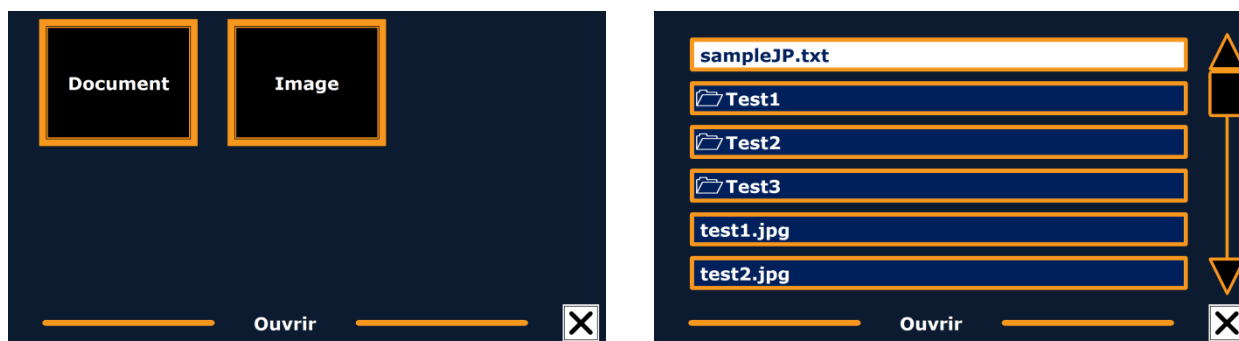 Document
Image
Ouvrir
sampleJP.txt
Test1
Test2
Test3
test1.jpg
test2.jpg
Ouvrir